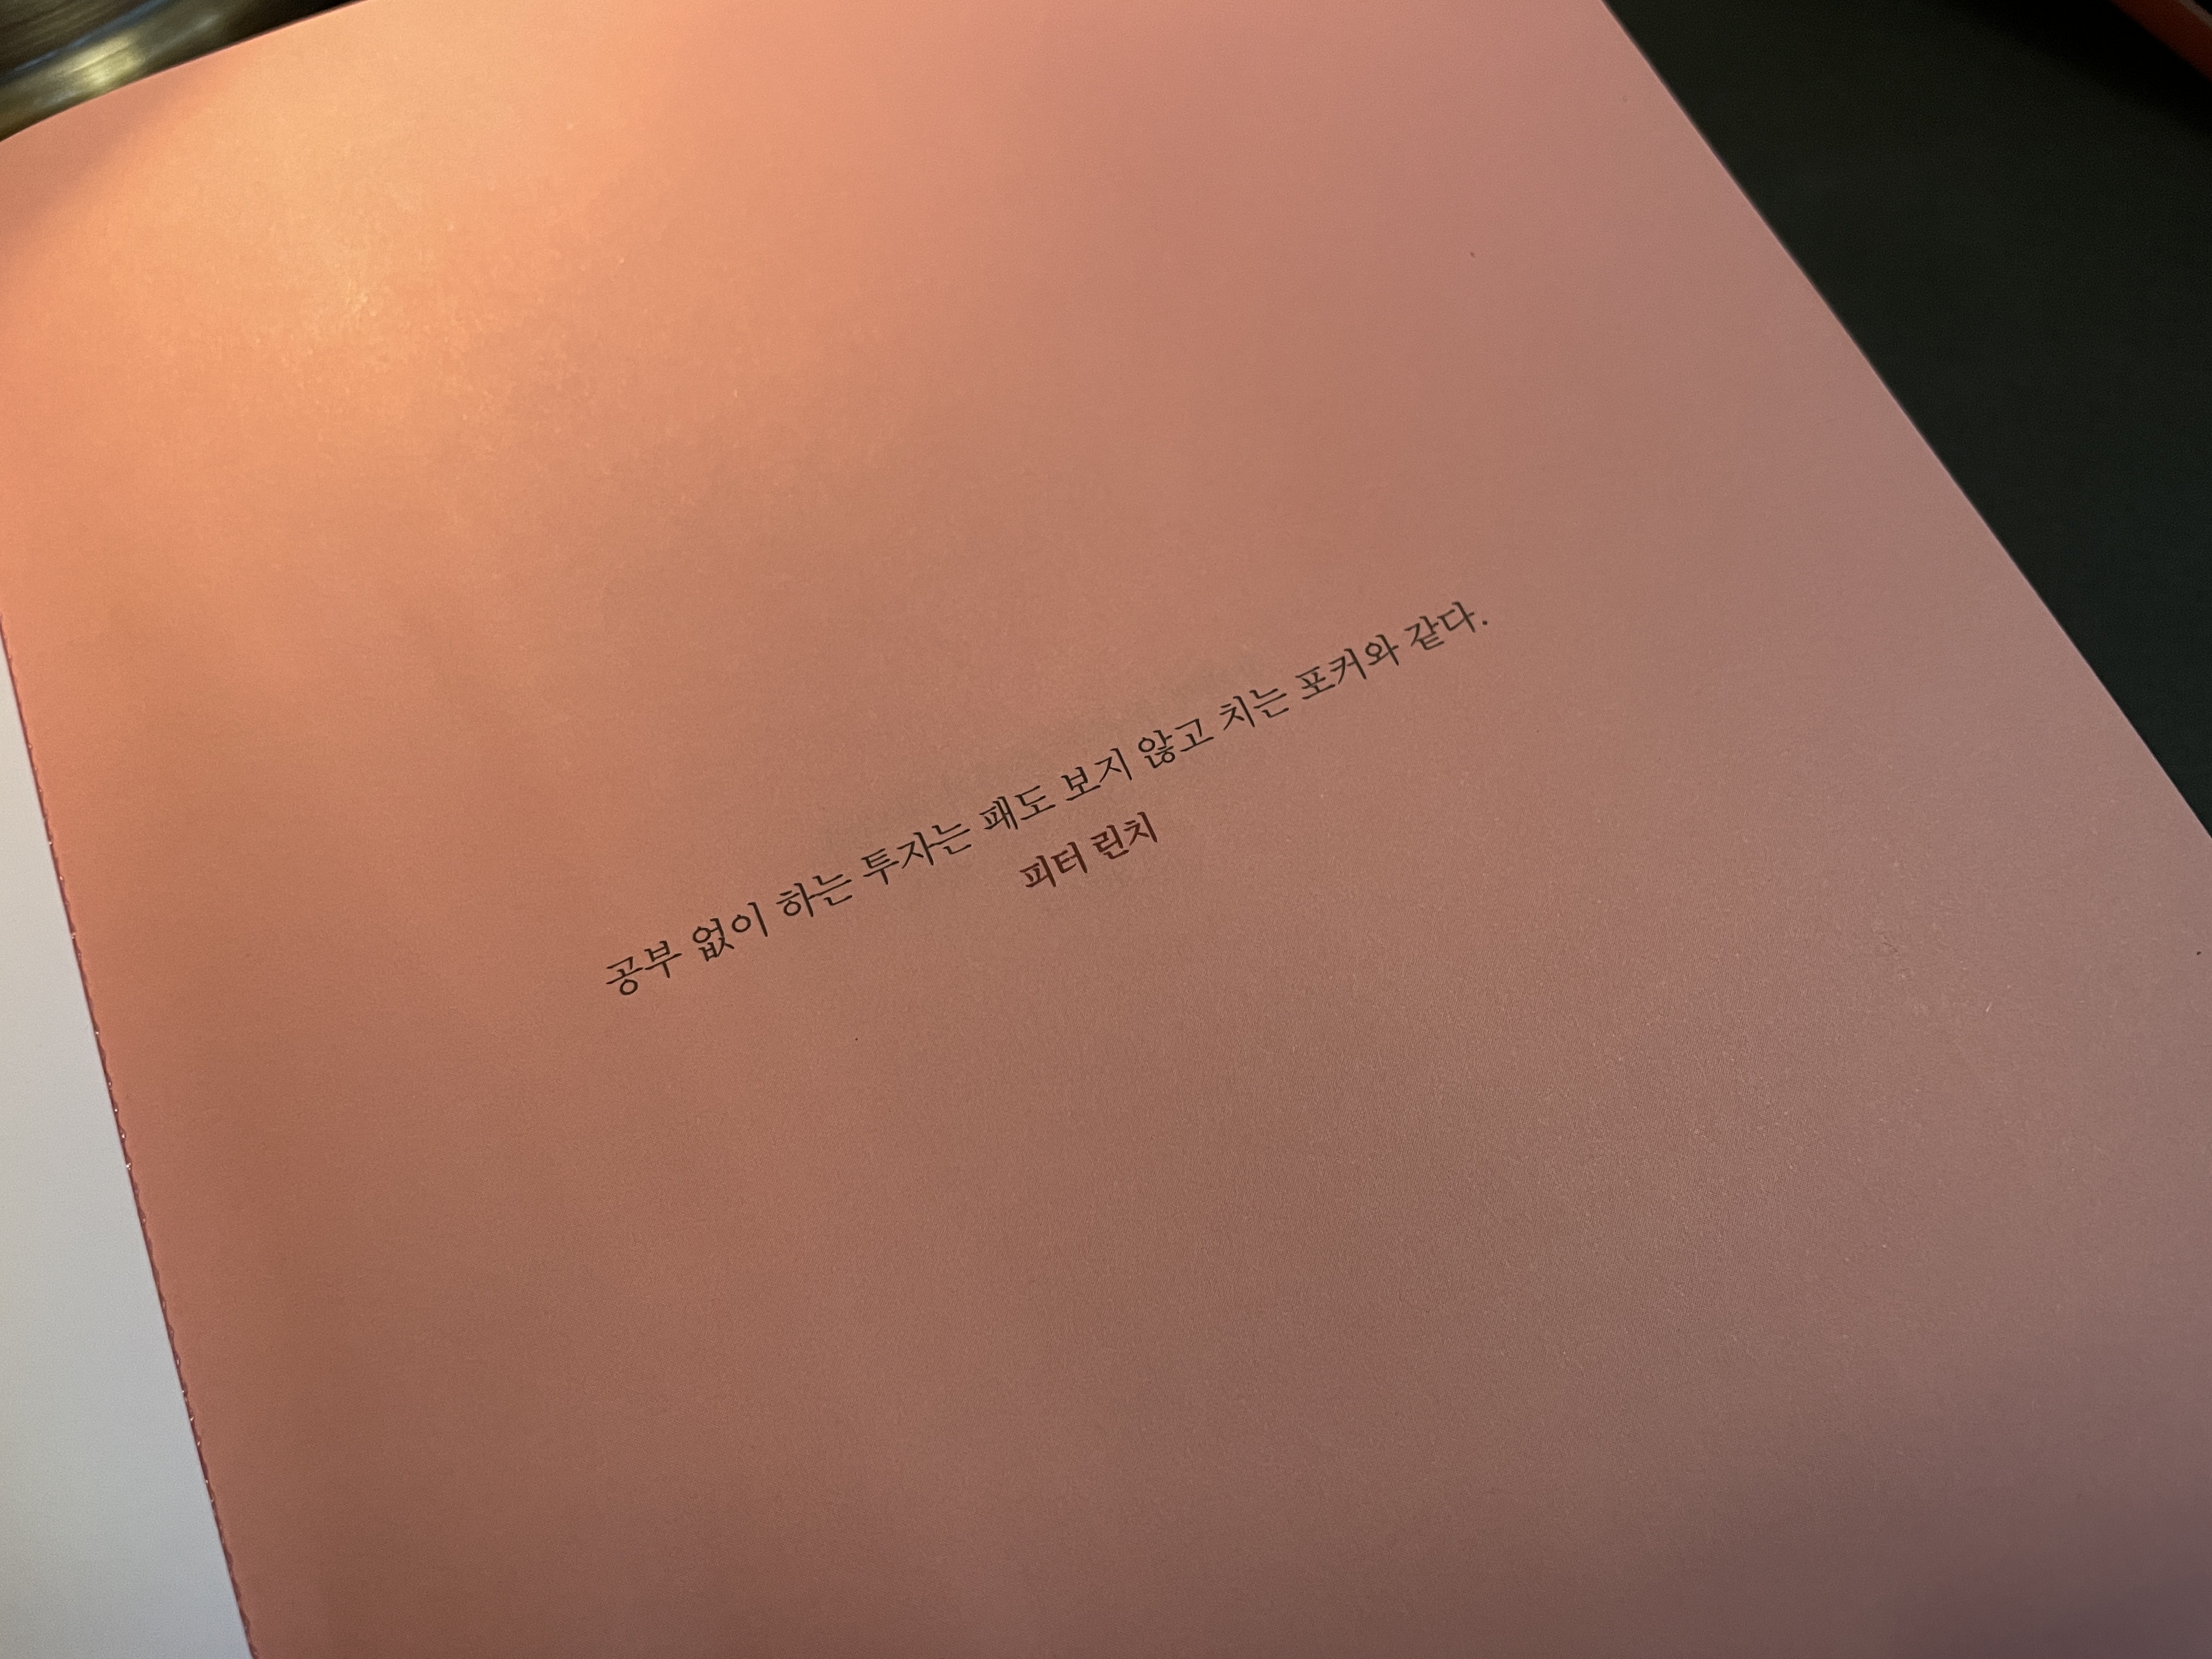 공부 없이 하는 투자는 패도 보지 않고 치는 포커와 같다.
피터 린치